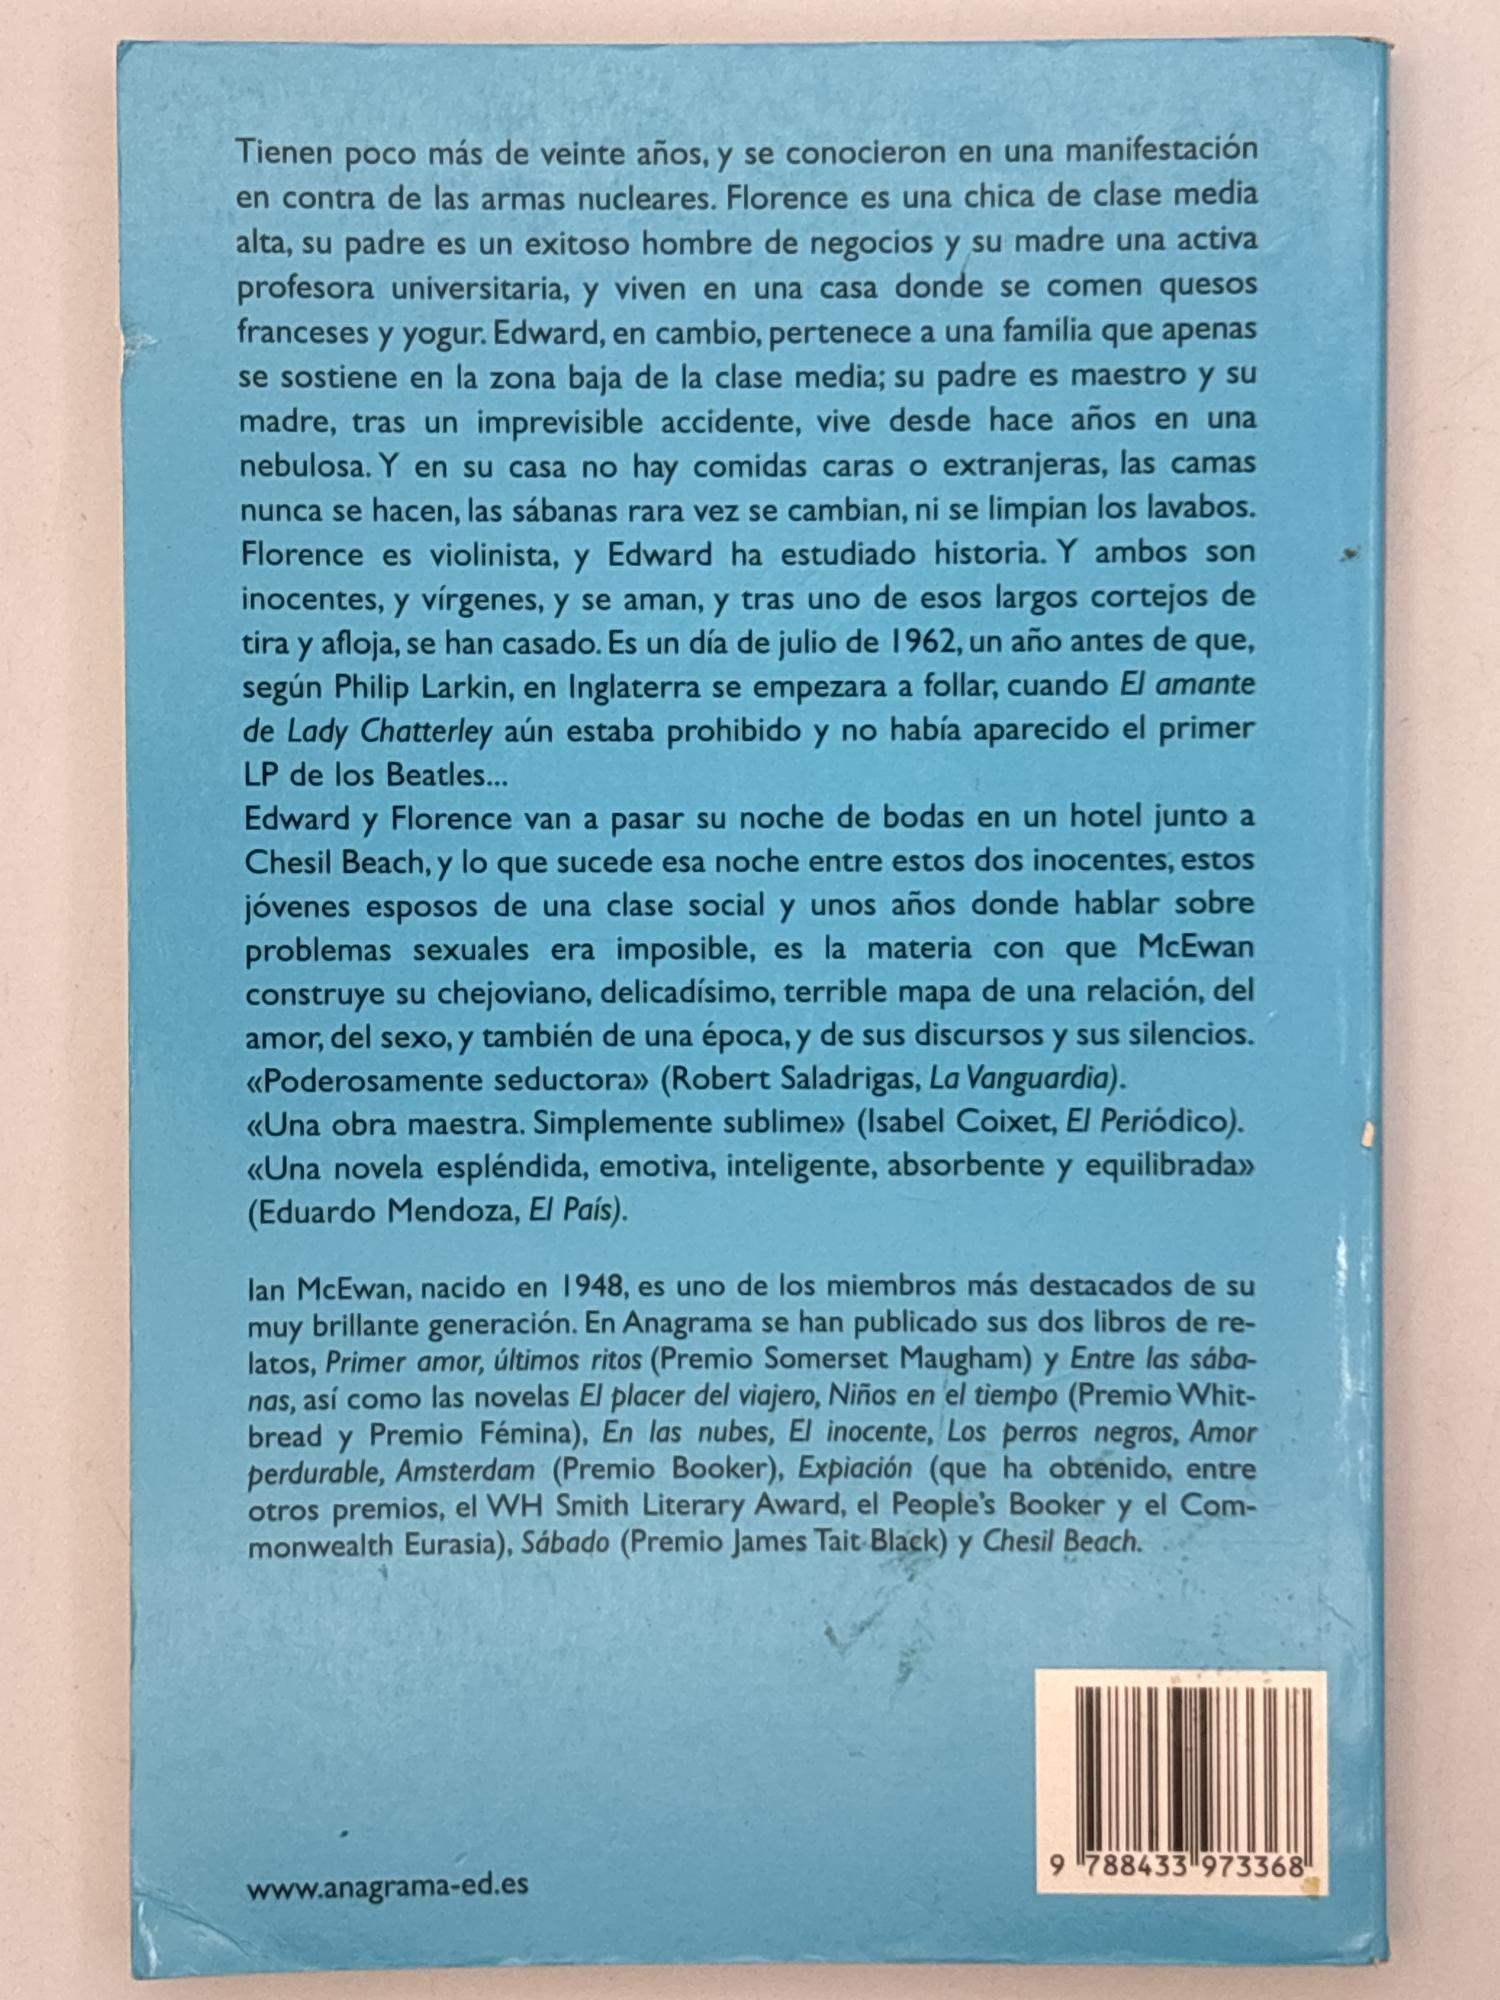 Tienen poco más de veinte años, y se conocieron en una manifestación
en contra de las armas nucleares. Florence es una chica de clase media
alta, su padre es un exitoso hombre de negocios y su madre una activa
profesora universitaria, y viven en una casa donde se comen quesos
franceses y yogur. Edward, en cambio, pertenece a una familia que apenas
se sostiene en la zona baja de la clase media; su padre es maestro y su
madre, tras un imprevisible accidente, vive desde hace años en una
nebulosa. Y en su casa no hay comidas caras o extranjeras, las camas
nunca se hacen, las sábanas rara vez se cambian, ni se limpian los lavabos.
Florence es violinista, y Edward ha estudiado historia. Y ambos son
inocentes, y vírgenes, y se aman, y tras uno de esos largos cortejos de
tira y afloja, se han casado. Es un día de julio de 1962, un año antes de que,
según Philip Larkin, en Inglaterra se empezara a follar, cuando El amante
de Lady Chatterley aún estaba prohibido y no había aparecido el primer
LP de los Beatles...
Edward y Florence van a pasar su noche de bodas en un hotel junto a
Chesil Beach, y lo que sucede esa noche entre estos dos inocentes, estos
jóvenes esposos de una clase social y unos años donde hablar sobre
problemas sexuales era imposible, es la materia con que McEwan
construye su chejoviano, delicadísimo, terrible mapa de una relación, del
amor, del sexo, y también de una época, y de sus discursos y sus silencios.
«Poderosamente seductora» (Robert Saladrigas, La Vanguardia).
«Una obra maestra. Simplemente sublime» (Isabel Coixet, El Periódico).
«Una novela espléndida, emotiva, inteligente, absorbente y equilibrada»
(Eduardo Mendoza, El País).
Ian McEwan, nacido en 1948, es uno de los miembros más destacados de su
muy brillante generación. En Anagrama se han publicado sus dos libros de re-
latos, Primer amor, últimos ritos (Premio Somerset Maugham) y Entre las sába-
nas, así como las novelas El placer del viajero, Niños en el tiempo (Premio Whit-
bread y Premio Fémina), En las nubes, El inocente, Los perros negros, Amor
perdurable, Amsterdam (Premio Booker), Expiación (que ha obtenido, entre
otros premios, el WH Smith Literary Award, el People's Booker y el Com-
monwealth Eurasia), Sábado (Premio James Tait Black) y Chesil Beach.
9 788433 973368
www.anagrama-ed.es